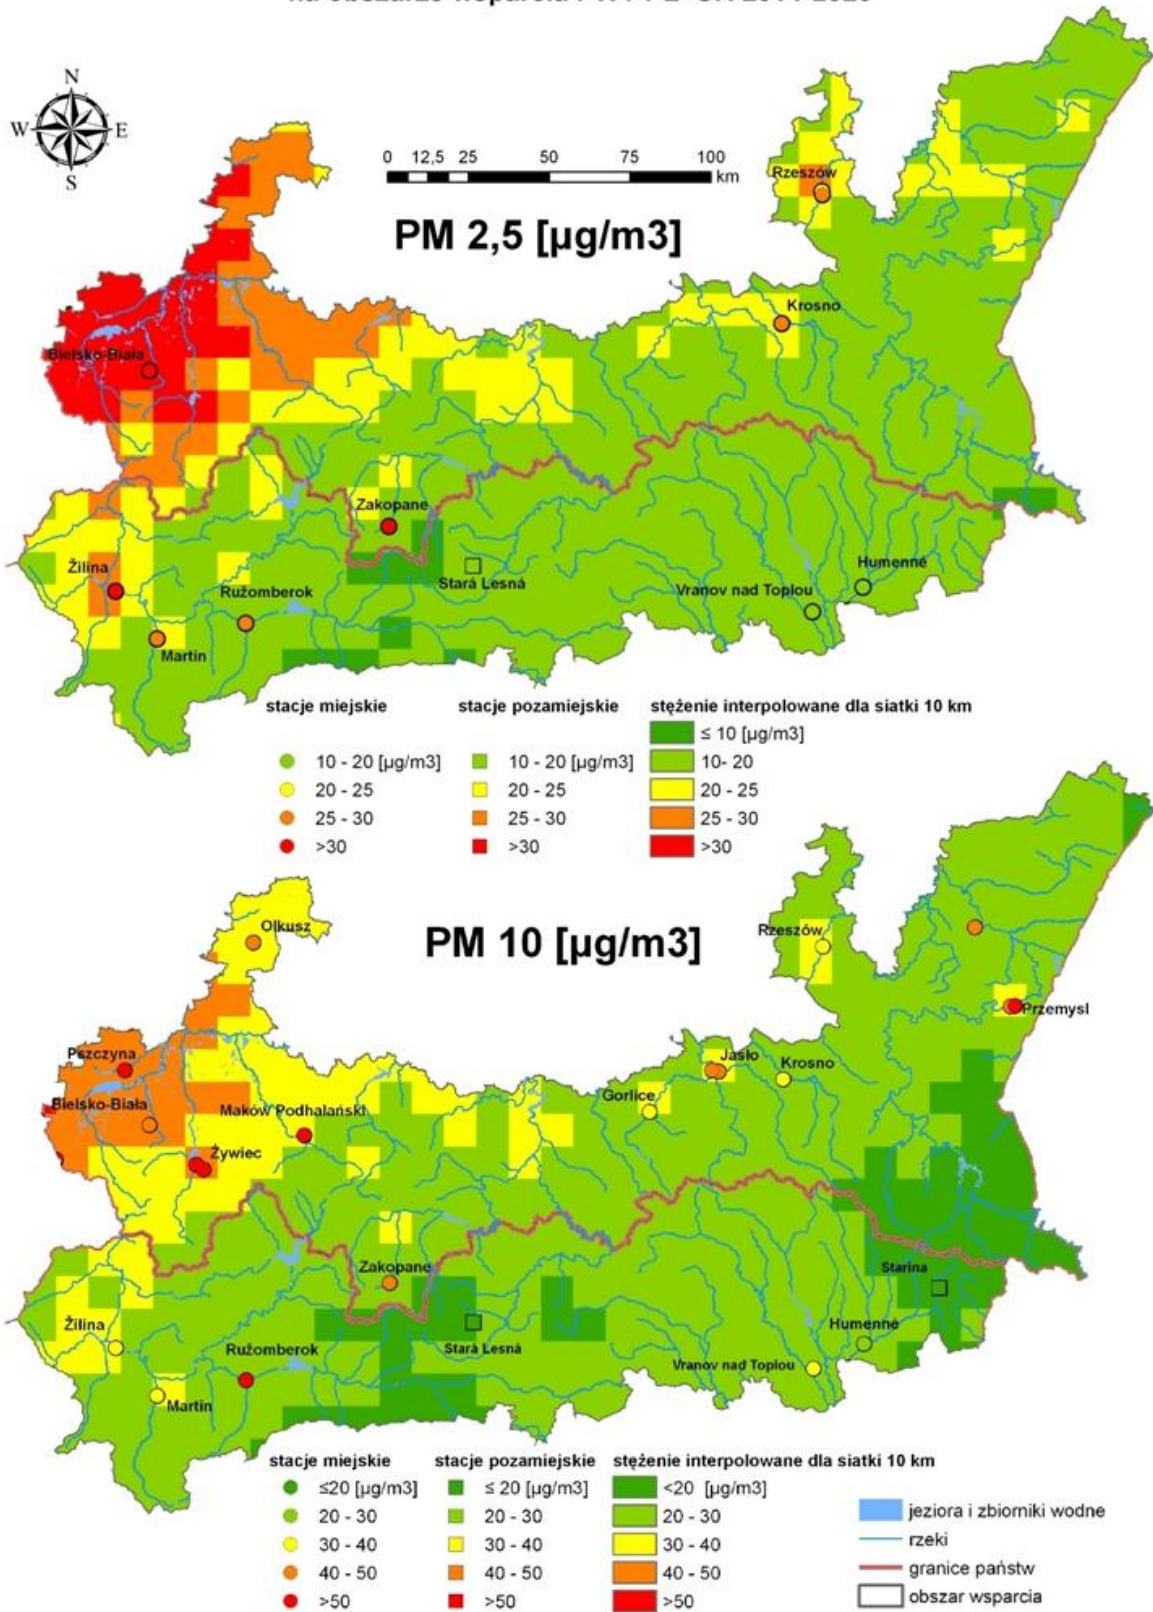 N
W E
S
0 12,5 25 50 75 100
km
PM 2,5 [µg/m3]
Rzeszów
Krosno
Bielsko-Biała
Zakopane
Žilina
Ružomberok
Stará Lesná
Humenné
Vranov nad Toplou
Martin
stacje miejskie
10 - 20 [µg/m3]
20 - 25
25 - 30
>30
stacje pozamiejskie
10 - 20 [µg/m3]
20 - 25
25 - 30
>30
stężenie interpolowane dla siatki 10 km
≤ 10 [µg/m3]
10- 20
20 - 25
25 - 30
>30
PM 10 [µg/m3]
Olkusz
Rzeszów
Przemysl
Pszczyna
Jasło
Krosno
Bielsko-Biała
Maków Podhalański
Gorlice
Żywiec
Zakopane
Starina
Žilina
Ružomberok
Stará Lesná
Humenné
Vranov nad Toplou
Martin
stacje miejskie
≤20 [µg/m3]
20 - 30
30 - 40
40 - 50
>50
stacje pozamiejskie
≤ 20 [µg/m3]
20 - 30
30 - 40
40 - 50
>50
stężenie interpolowane dla siatki 10 km
<20 [µg/m3]
20 - 30
30 - 40
40 - 50
>50
jeziora i zbiorniki wodne
rzeki
granice państw
obszar wsparcia